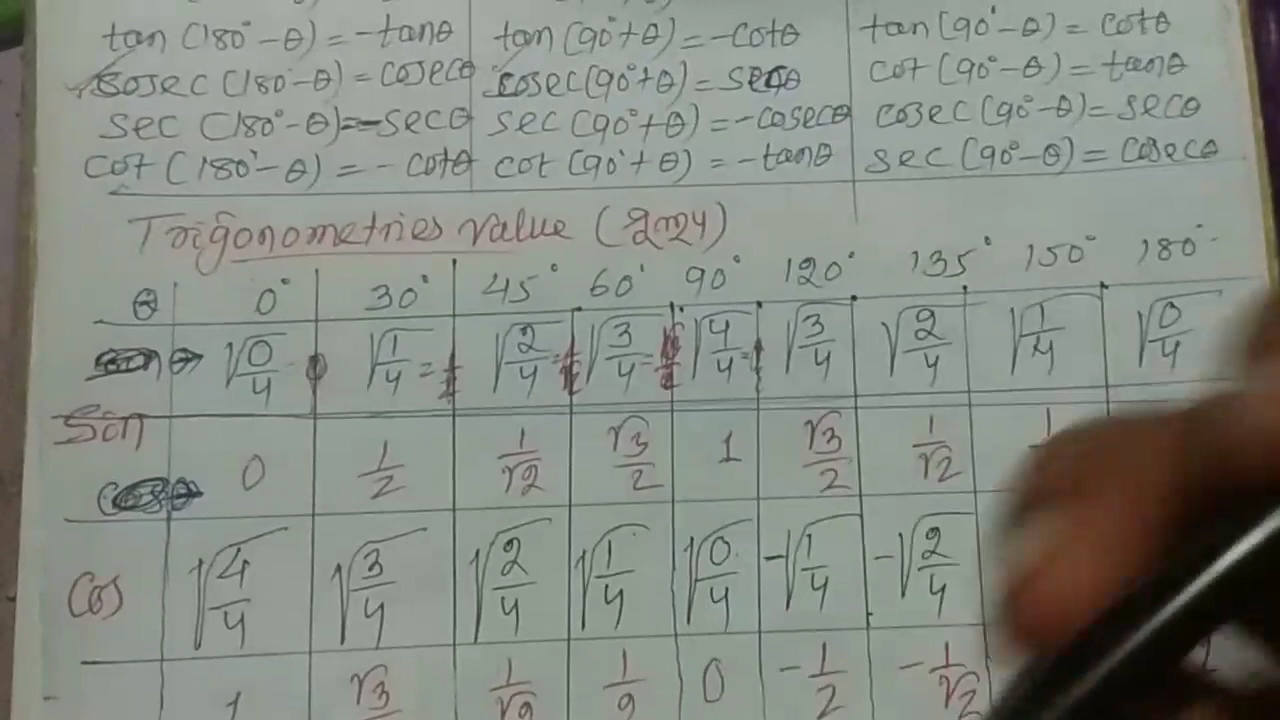 tan (180° - θ) = -tanθ tan (90° + θ) = -cotθ tan (90° - θ) = cotθ
cosec (180° - θ) = cosecθ cosec (90° + θ) = secθ cot (90° - θ) = tanθ
sec (180° - θ) = -secθ sec (90° + θ) = -cosecθ cosec (90° - θ) = secθ
cot (180° - θ) = - cotθ cot (90° + θ) = -tanθ sec (90° - θ) = cosecθ
Trigonometries value
θ 0° 30° 45° 60° 90° 120° 135° 150° 180°
√0/4 √1/4 = √2/4 = √3/4 = √4/4 = √3/4 √2/4 √1/4 √0/4
Sin
0 1/2 1/√2 √3/2 1 √3/2 1/√2
Cos √4/4 √3/4 √2/4 √1/4 √0/4 -√1/4 -√2/4
1 √3 1/√2 1/2 0 -1/2 -1/√2